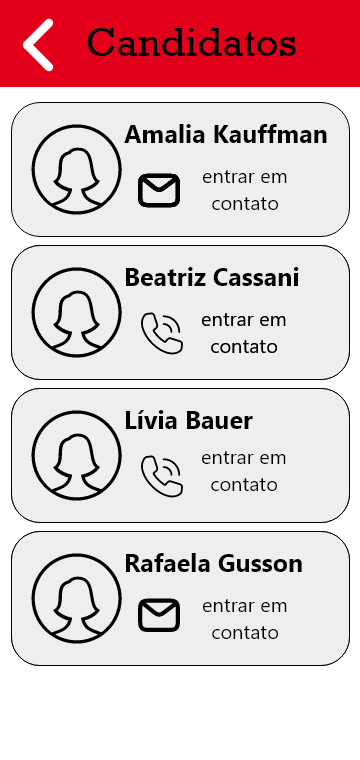 Candidatos
Amalia Kauffman
entrar em
contato
Beatriz Cassani
entrar em
contato
Lívia Bauer
entrar em
contato
Rafaela Gusson
entrar em
contato